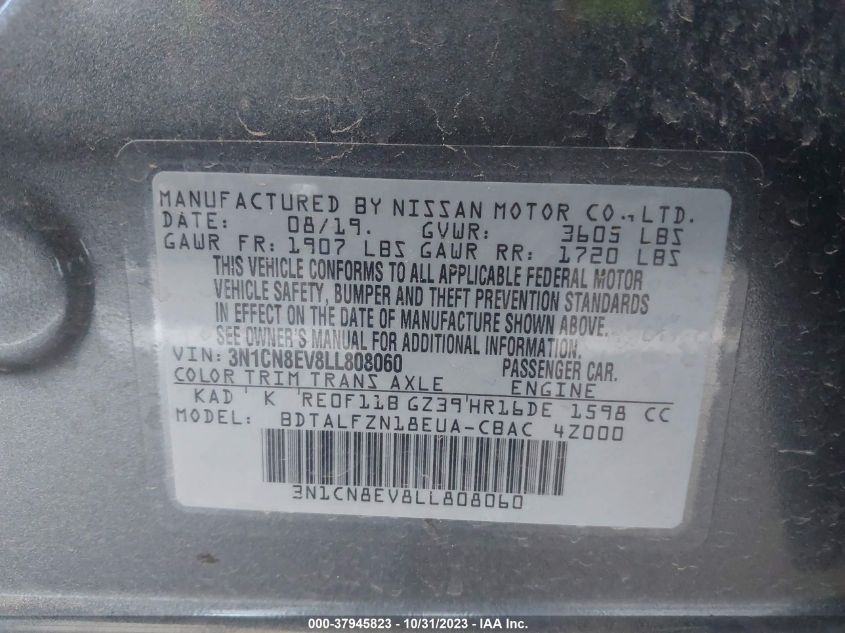 MANUFACTURED BY NISSAN MOTOR CO., LTD.
DATE: 08/19. GVWR: 3605 LBS
GAWR FR: 1907 LBS GAWR RR: 1720 LBS
THIS VEHICLE CONFORMS TO ALL APPLICABLE FEDERAL MOTOR
VEHICLE SAFETY, BUMPER AND THEFT PREVENTION STANDARDS
IN EFFECT ON THE DATE OF MANUFACTURE SHOWN ABOVE.
SEE OWNER'S MANUAL FOR ADDITIONAL INFORMATION.
VIN: 3N1CN8EV8LL808060 PASSENGER CAR.
COLOR TRIM TRANS AXLE ENGINE
KAD ' K ' RE0F11B GZ39 ' HR16DE 1598 CC
MODEL: BDTALFZN18EUA-CBAC 4Z000
3N1CN8EV8LL808060
000-37945823 - 10/31/2023 - IAA Inc.